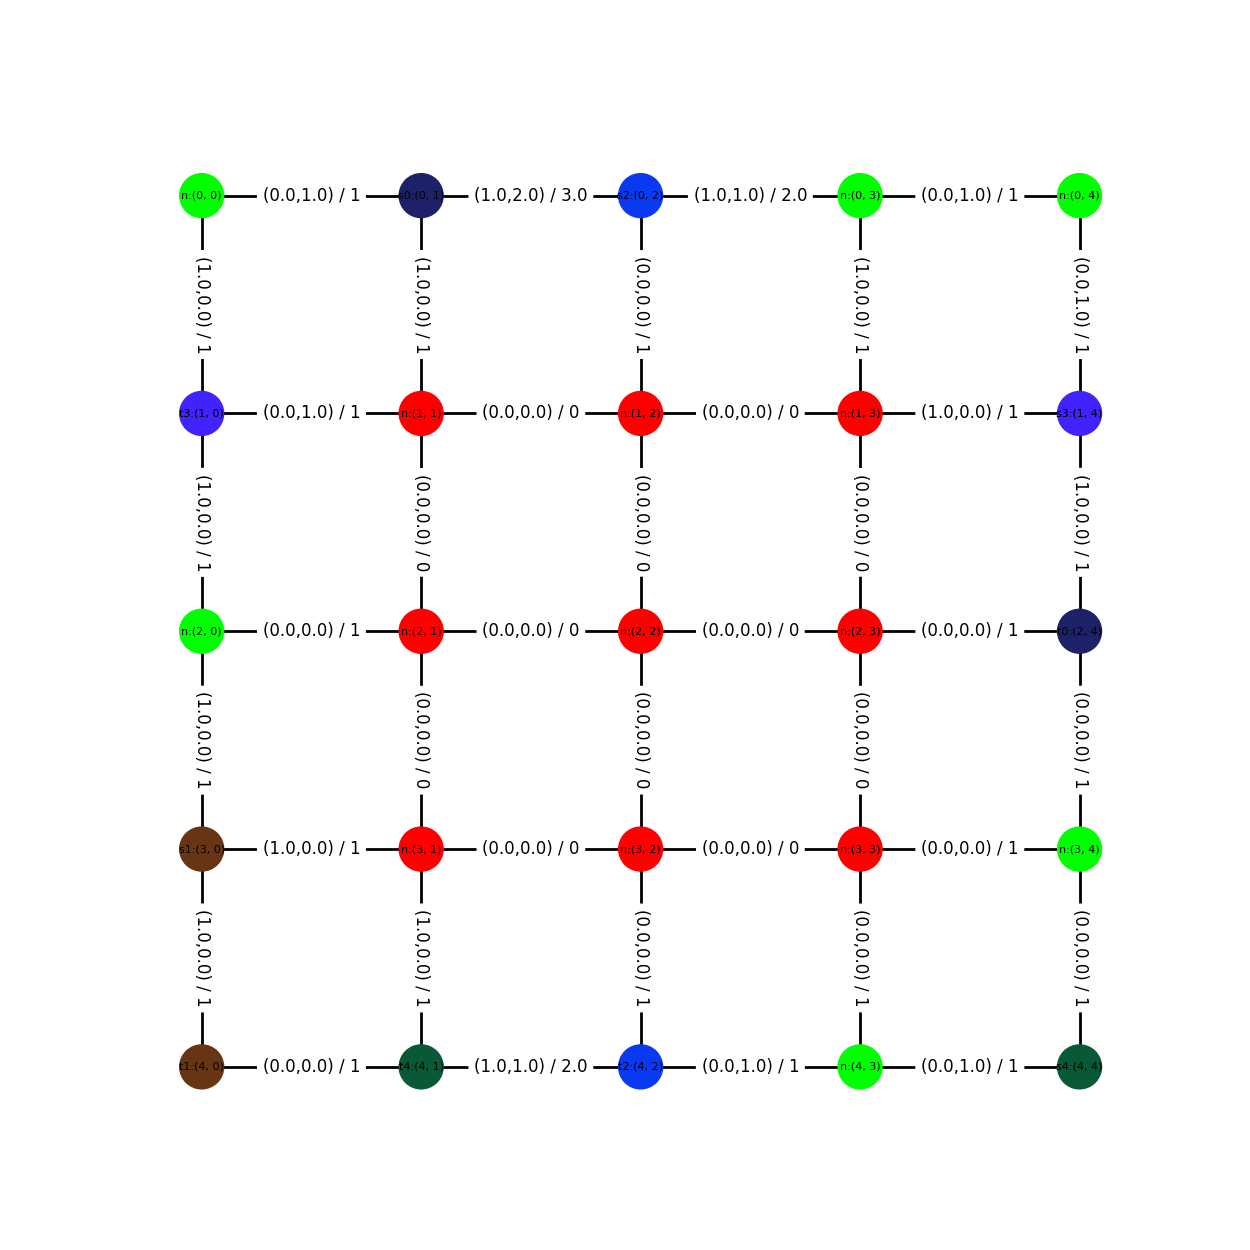 n:(0, 0) (0.0,1.0) / 1 s0:(0, 1) (1.0,2.0) / 3.0 s2:(0, 2) (1.0,1.0) / 2.0 n:(0, 3) (0.0,1.0) / 1 n:(0, 4)
(1.0,0.0) / 1 (1.0,0.0) / 1 (0.0,0.0) / 1 (1.0,0.0) / 1 (0.0,1.0) / 1
t3:(1, 0) (0.0,1.0) / 1 n:(1, 1) (0.0,0.0) / 0 n:(1, 2) (0.0,0.0) / 0 n:(1, 3) (1.0,0.0) / 1 s3:(1, 4)
(1.0,0.0) / 1 (0.0,0.0) / 0 (0.0,0.0) / 0 (0.0,0.0) / 0 (1.0,0.0) / 1
n:(2, 0) (0.0,0.0) / 1 n:(2, 1) (0.0,0.0) / 0 n:(2, 2) (0.0,0.0) / 0 n:(2, 3) (0.0,0.0) / 1 t0:(2, 4)
(1.0,0.0) / 1 (0.0,0.0) / 0 (0.0,0.0) / 0 (0.0,0.0) / 0 (0.0,0.0) / 1
s1:(3, 0) (1.0,0.0) / 1 n:(3, 1) (0.0,0.0) / 0 n:(3, 2) (0.0,0.0) / 0 n:(3, 3) (0.0,0.0) / 1 n:(3, 4)
(1.0,0.0) / 1 (1.0,0.0) / 1 (0.0,0.0) / 1 (0.0,0.0) / 1 (0.0,0.0) / 1
t1:(4, 0) (0.0,0.0) / 1 t4:(4, 1) (1.0,1.0) / 2.0 t2:(4, 2) (0.0,1.0) / 1 n:(4, 3) (0.0,1.0) / 1 s4:(4, 4)